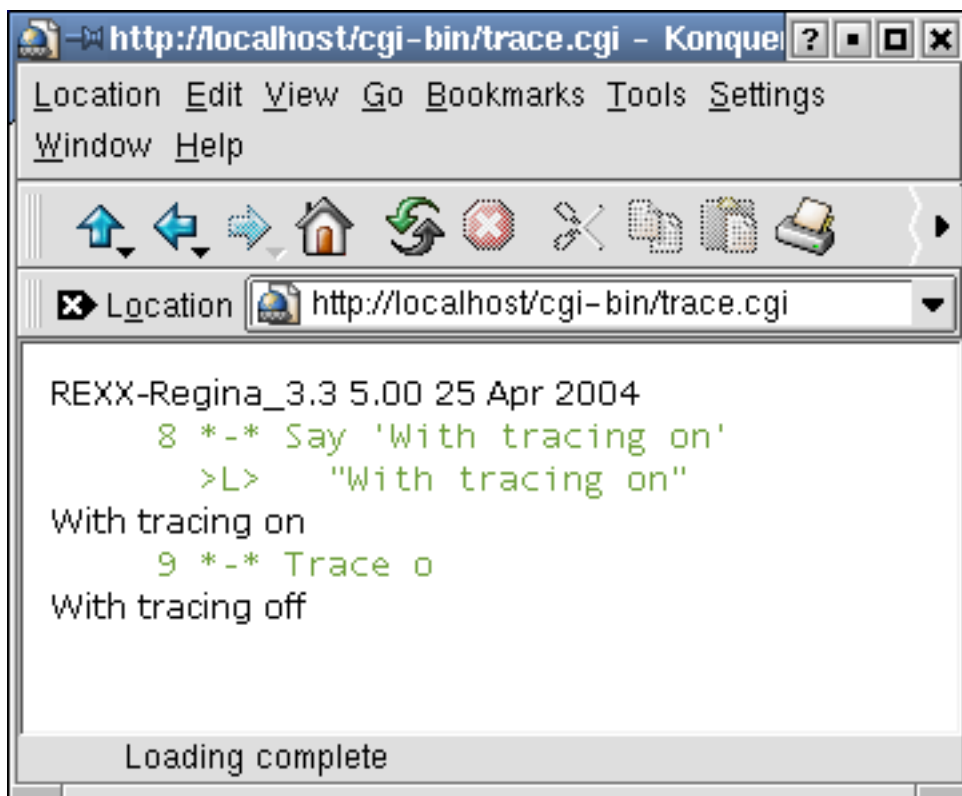 http://localhost/cgi-bin/trace.cgi - Konque
Location Edit View Go Bookmarks Tools Settings
Window Help
Location http://localhost/cgi-bin/trace.cgi
REXX-Regina_3.3 5.00 25 Apr 2004
8 *-* Say 'With tracing on'
>L> "With tracing on"
With tracing on
9 *-* Trace o
With tracing off
Loading complete